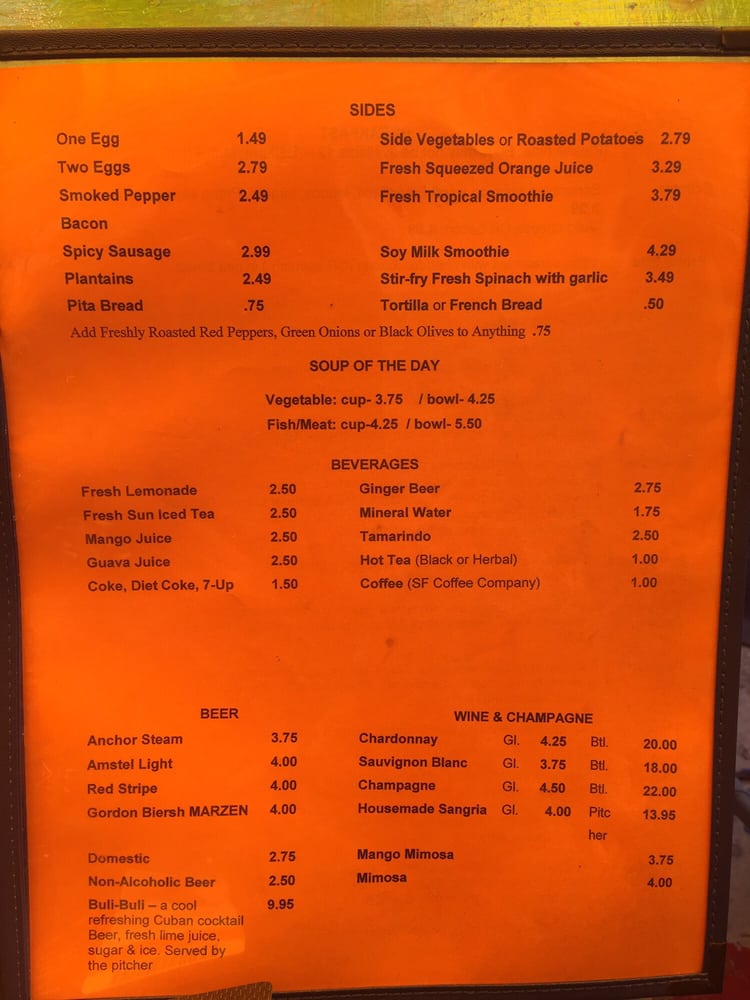 SIDES
One Egg 1.49 Side Vegetables or Roasted Potatoes 2.79
Two Eggs 2.79 Fresh Squeezed Orange Juice 3.29
Smoked Pepper 2.49 Fresh Tropical Smoothie 3.79
Bacon
Spicy Sausage 2.99 Soy Milk Smoothie 4.29
Plantains 2.49 Stir-fry Fresh Spinach with garlic 3.49
Pita Bread .75 Tortilla or French Bread .50
Add Freshly Roasted Red Peppers, Green Onions or Black Olives to Anything .75
SOUP OF THE DAY
Vegetable: cup- 3.75 / bowl- 4.25
Fish/Meat: cup-4.25 / bowl- 5.50
BEVERAGES
Fresh Lemonade 2.50 Ginger Beer 2.75
Fresh Sun Iced Tea 2.50 Mineral Water 1.75
Mango Juice 2.50 Tamarindo 2.50
Guava Juice 2.50 Hot Tea (Black or Herbal) 1.00
Coke, Diet Coke, 7-Up 1.50 Coffee (SF Coffee Company) 1.00
BEER WINE & CHAMPAGNE
Anchor Steam 3.75 Chardonnay Gl. 4.25 Btl. 20.00
Amstel Light 4.00 Sauvignon Blanc Gl. 3.75 Btl. 18.00
Red Stripe 4.00 Champagne Gl. 4.50 Btl. 22.00
Gordon Biersh MARZEN 4.00 Housemade Sangria Gl. 4.00 Pitc 13.95
her
Domestic 2.75 Mango Mimosa 3.75
Non-Alcoholic Beer 2.50 Mimosa 4.00
Buli-Buli – a cool 9.95
refreshing Cuban cocktail
Beer, fresh lime juice,
sugar & ice. Served by
the pitcher